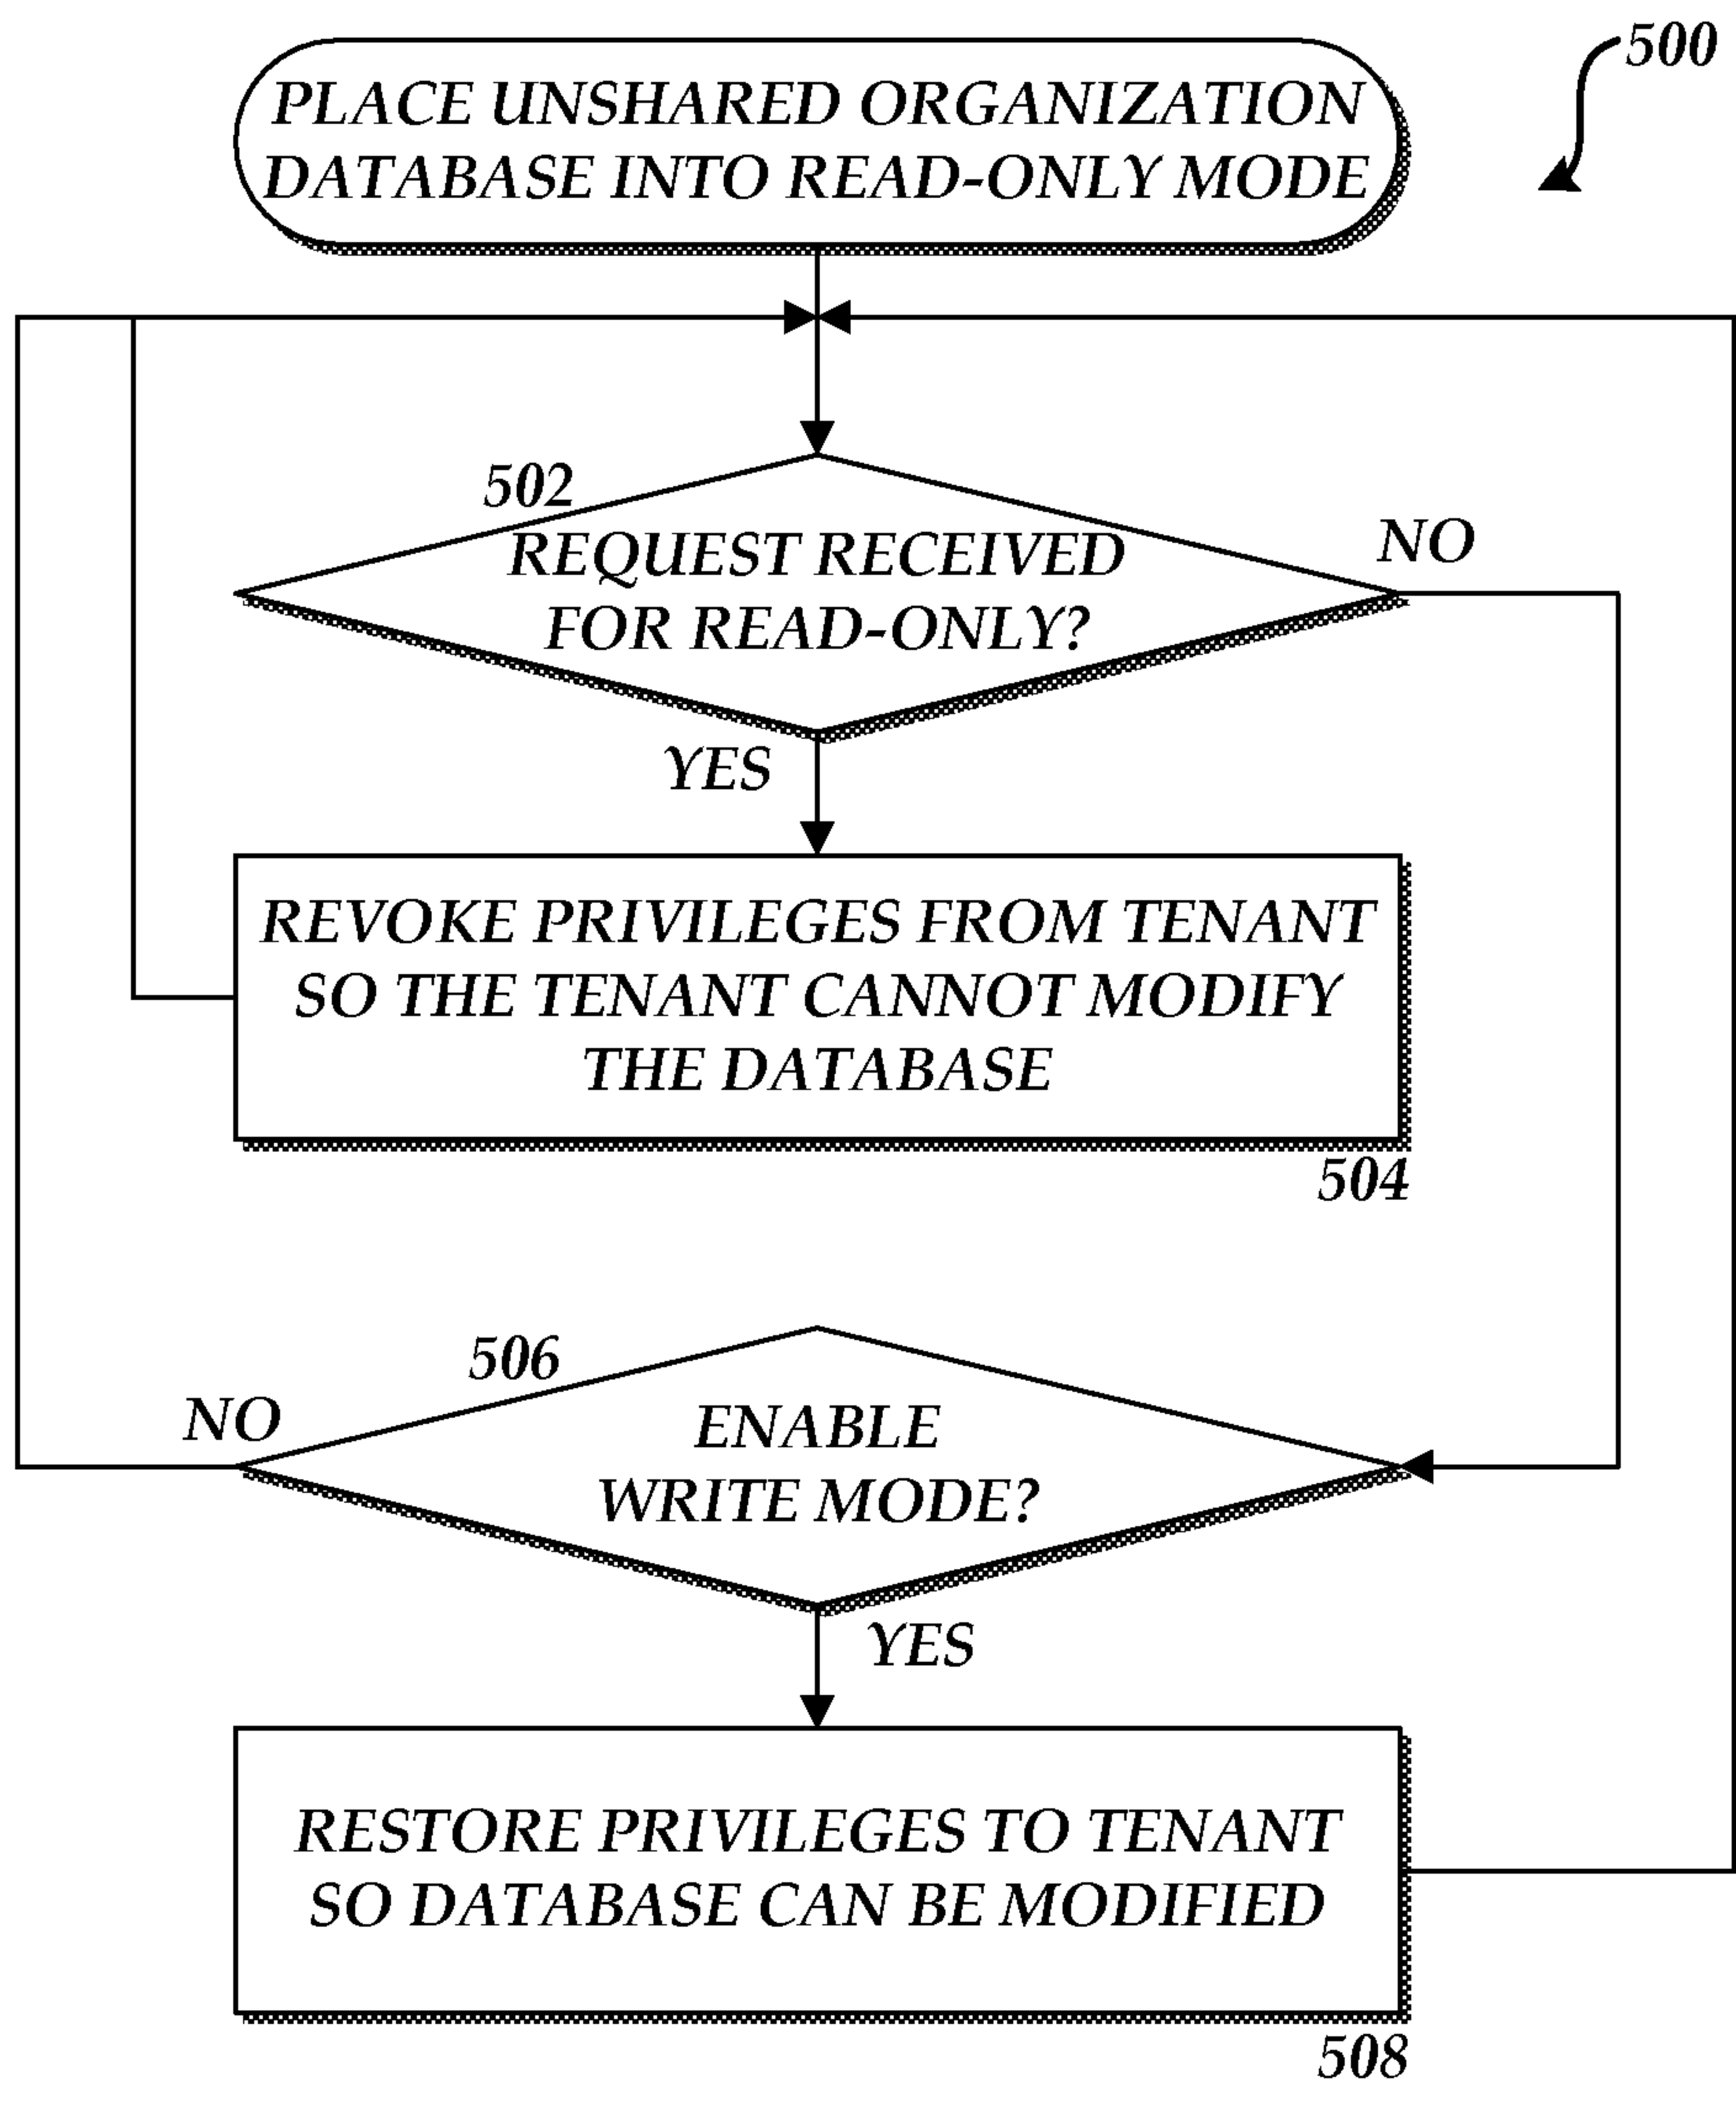 500
PLACE UNSHARED ORGANIZATION
DATABASE INTO READ-ONLY MODE
502
REQUEST RECEIVED
FOR READ-ONLY?
NO
YES
REVOKE PRIVILEGES FROM TENANT
SO THE TENANT CANNOT MODIFY
THE DATABASE
504
506
NO
ENABLE
WRITE MODE?
YES
RESTORE PRIVILEGES TO TENANT
SO DATABASE CAN BE MODIFIED
508